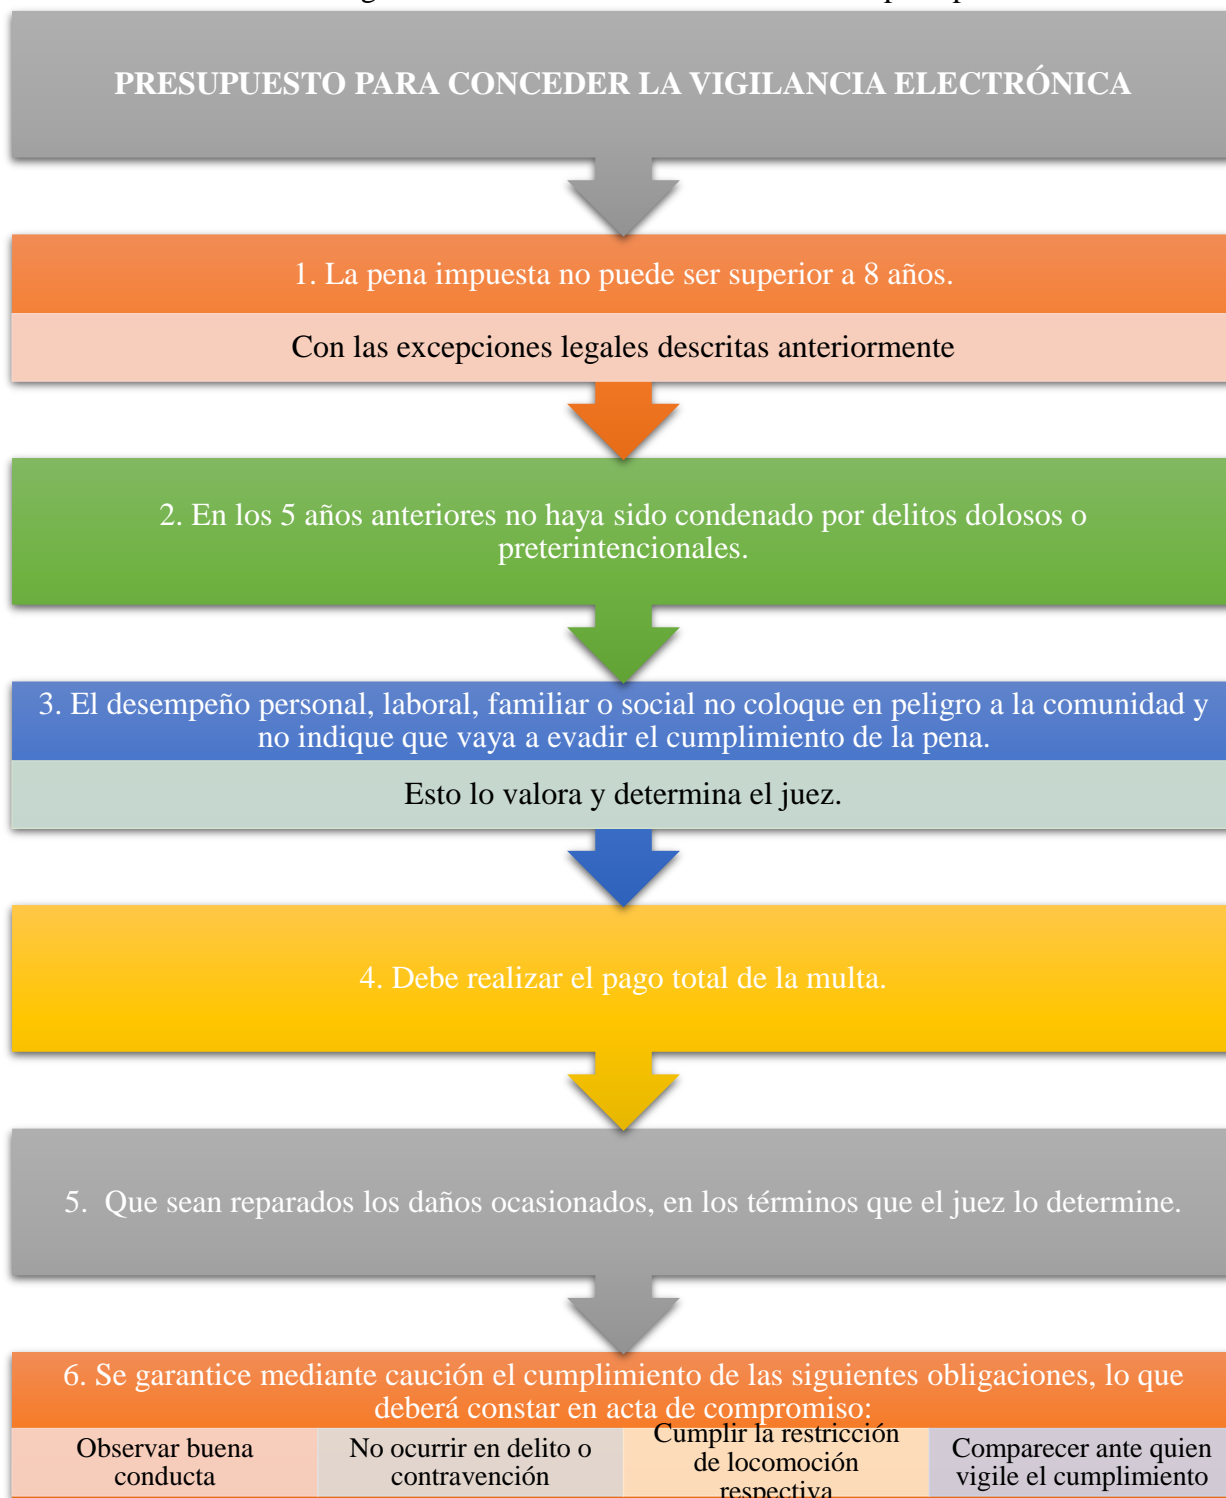 PRESUPUESTO PARA CONCEDER LA VIGILANCIA ELECTRÓNICA
1. La pena impuesta no puede ser superior a 8 años.
Con las excepciones legales descritas anteriormente
2. En los 5 años anteriores no haya sido condenado por delitos dolosos o
preterintencionales.
3. El desempeño personal, laboral, familiar o social no coloque en peligro a la comunidad y
no indique que vaya a evadir el cumplimiento de la pena.
Esto lo valora y determina el juez.
4. Debe realizar el pago total de la multa.
5. Que sean reparados los daños ocasionados, en los términos que el juez lo determine.
6. Se garantice mediante caución el cumplimiento de las siguientes obligaciones, lo que
deberá constar en acta de compromiso:
Observar buena
conducta
No ocurrir en delito o
contravención
Cumplir la restricción
de locomoción
respectiva
Comparecer ante quien
vigile el cumplimiento